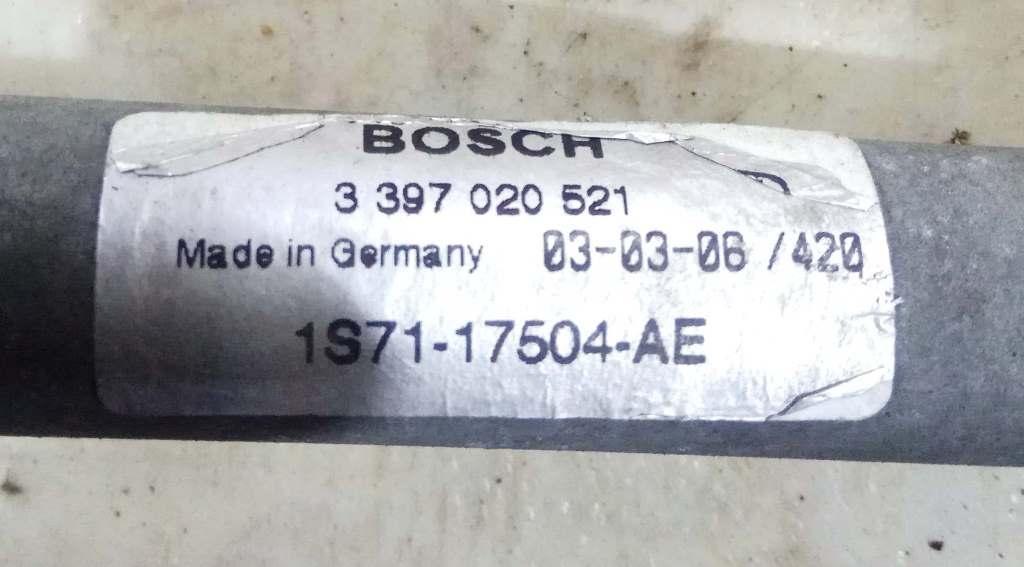 BOSCH
3 397 020 521
Made in Germany 03-03-06 /420
1S71-17504-AE